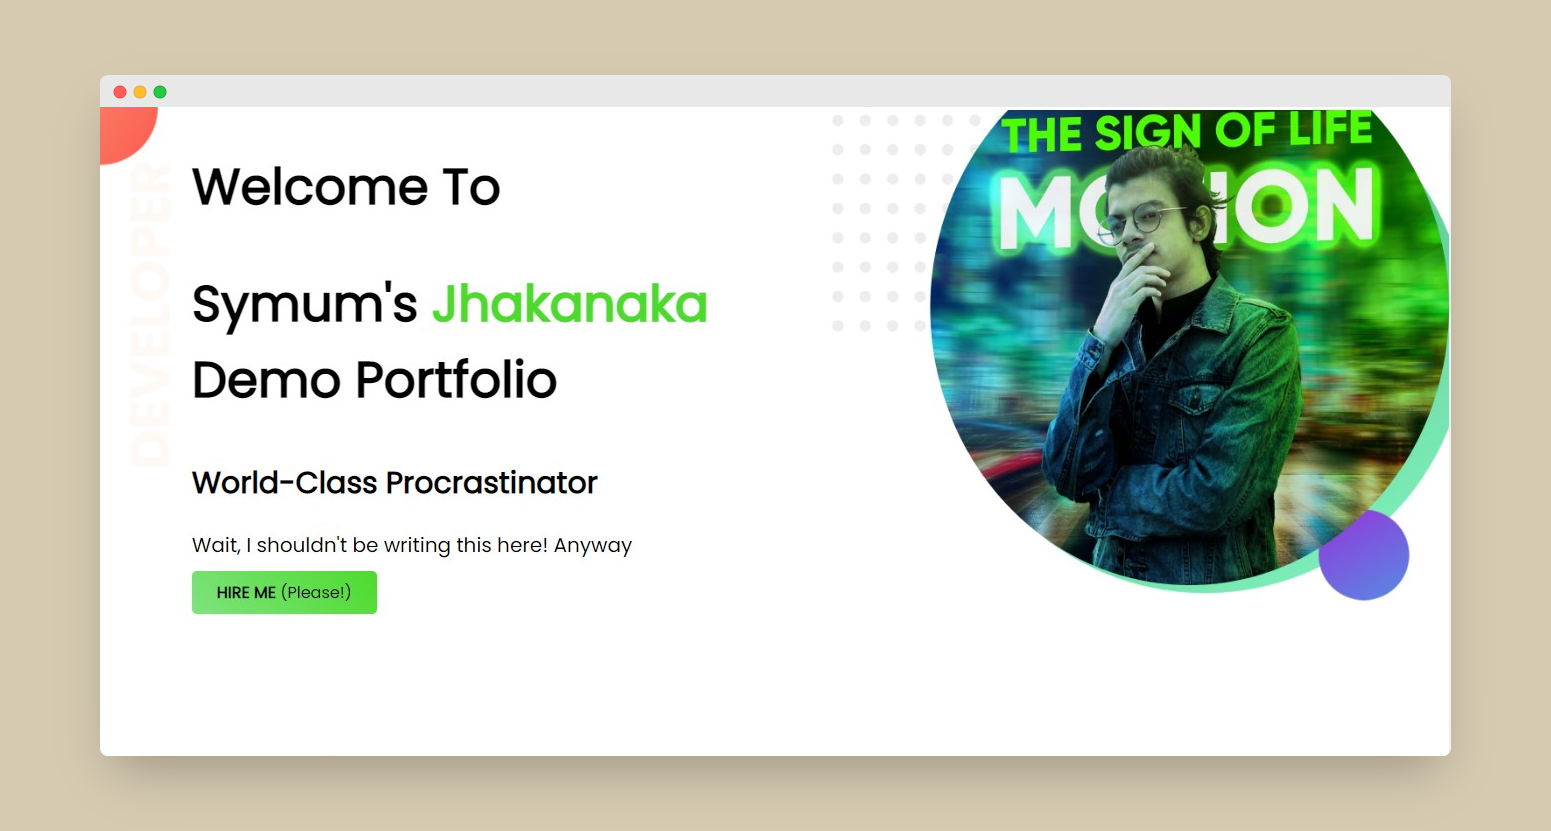 DEVELOPER
Welcome To
Symum's Jhakanaka
Demo Portfolio
World-Class Procrastinator
Wait, I shouldn't be writing this here! Anyway
HIRE ME (Please!)
THE SIGN OF LIFE